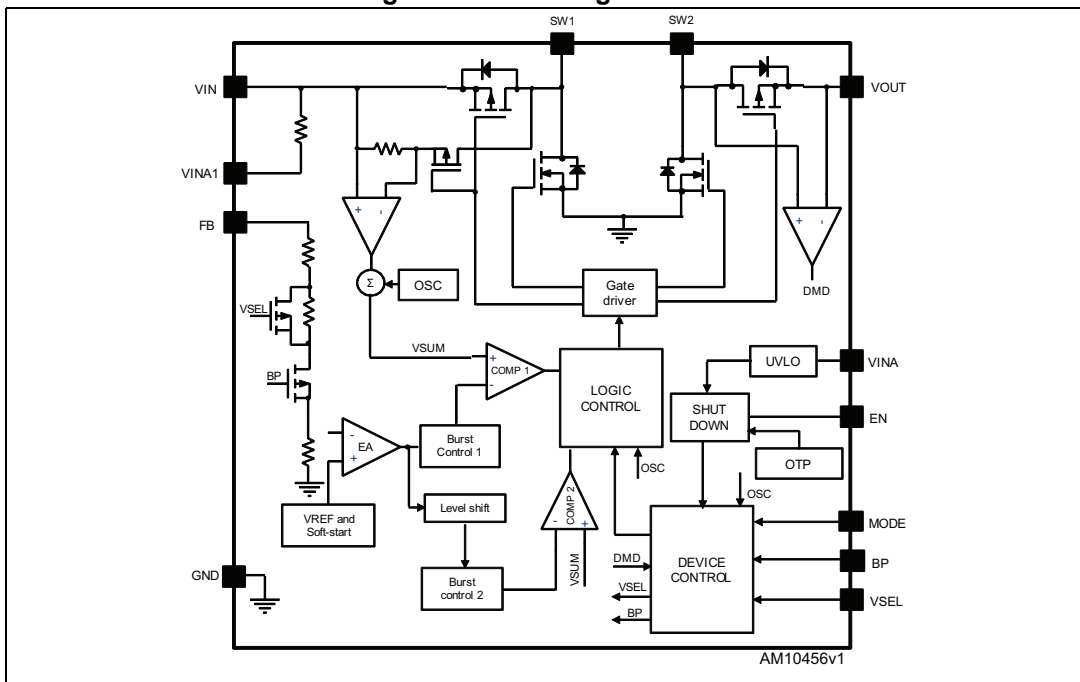 SW1
SW2
VIN
VOUT
VINA1
+
-
+
-
FB
Σ
OSC
Gate
driver
DMD
VSEL
VSUM
+
COMP 1
-
UVLO
VINA
BP
LOGIC
CONTROL
SHUT
DOWN
EN
-
EA
+
Burst
Control 1
OSC
OTP
COMP 2
OSC
VREF and
Soft-start
Level shift
-
+
MODE
DMD
DEVICE
CONTROL
BP
GND
Burst
control 2
VSUM
VSEL
VSEL
BP
AM10456v1